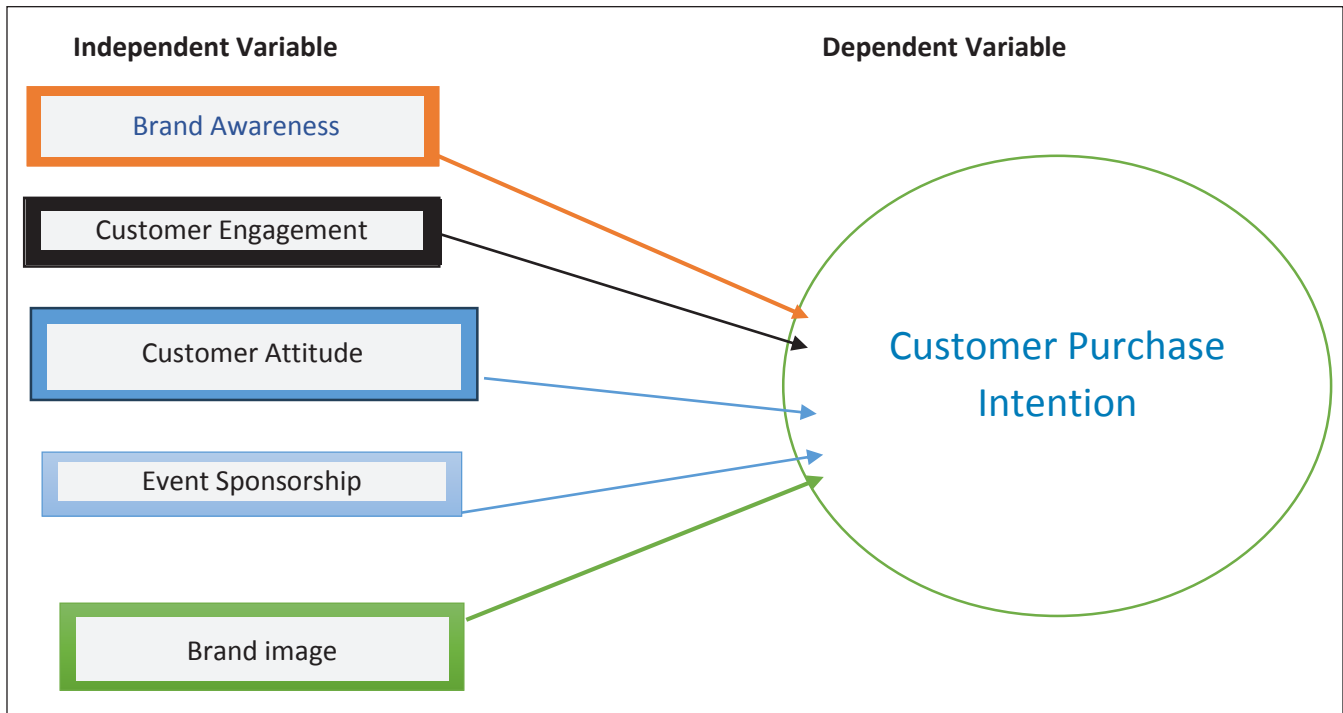 Independent Variable
Dependent Variable
Brand Awareness
Customer Engagement
Customer Attitude
Event Sponsorship
Brand image
Customer Purchase
Intention